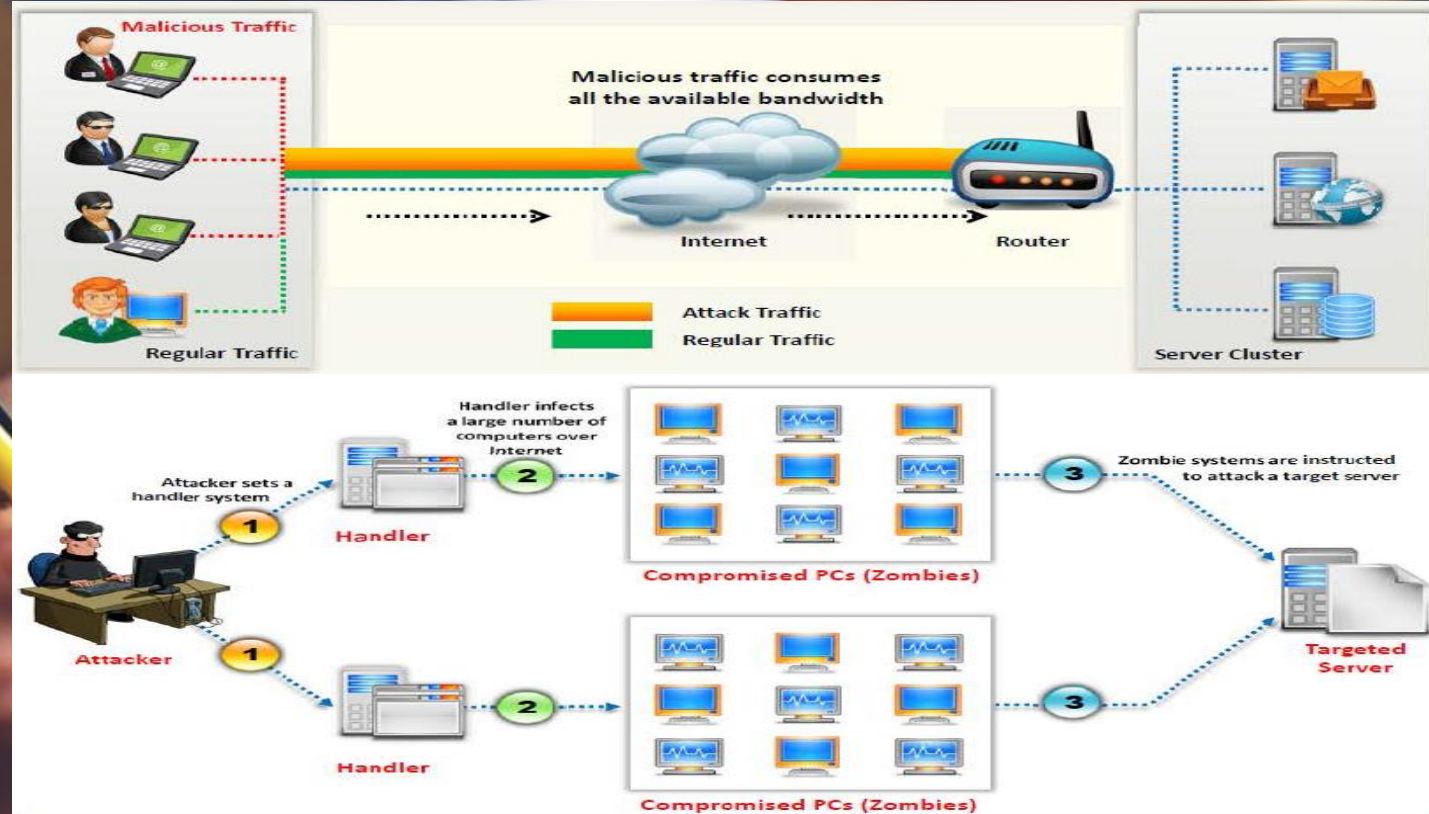 Malicious Traffic
Malicious traffic consumes
all the available bandwidth
Internet
Router
Attack Traffic
Regular Traffic
Regular Traffic
Server Cluster
Handler infects
a large number of
computers over
Internet
Attacker sets a
handler system
1
2
3
Zombie systems are instructed
to attack a target server
Handler
Compromised PCs (Zombies)
Attacker
1
2
3
Targeted
Server
Handler
Compromised PCs (Zombies)